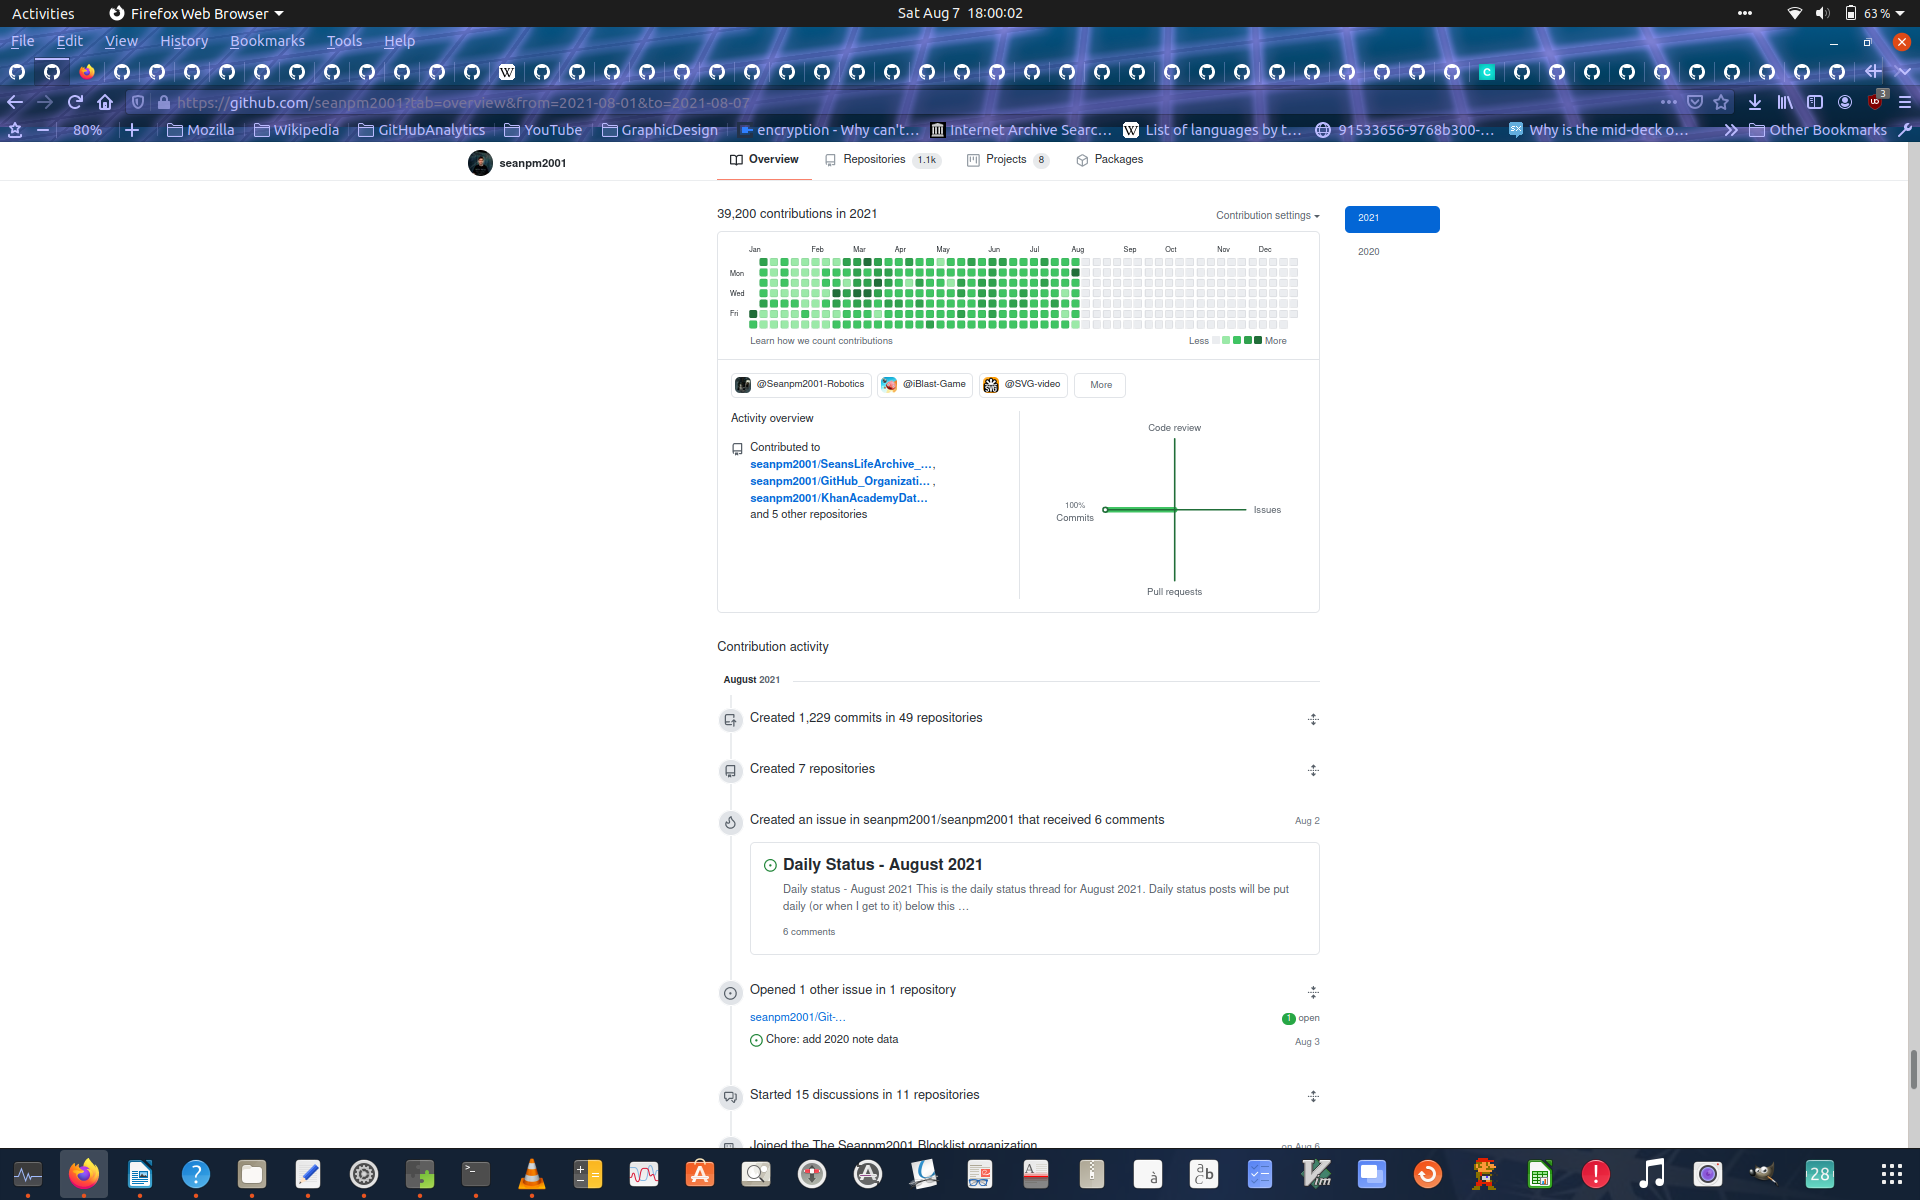 Activities
Firefox Web Browser
Sat Aug 7 18:00:02
63 %
File Edit View History Bookmarks Tools Help
https://github.com/seanpm2001?tab=overview&from=2021-08-01&to=2021-08-07
3
80%
Mozilla
Wikipedia
GitHubAnalytics
YouTube
GraphicDesign
encryption - Why can't…
Internet Archive Searc…
List of languages by t…
91533656-9768b300-…
Why is the mid-deck o…
Other Bookmarks
seanpm2001
Overview
Repositories 1.1k
Projects 8
Packages
39,200 contributions in 2021
Contribution settings
2021
2020
Jan Feb Mar Apr May Jun Jul Aug Sep Oct Nov Dec
Mon
Wed
Fri
Learn how we count contributions
Less More
@Seanpm2001-Robotics
@iBlast-Game
@SVG-video
More
Activity overview
Contributed to
seanpm2001/SeansLifeArchive_…,
seanpm2001/GitHub_Organizati… ,
seanpm2001/KhanAcademyDat…
and 5 other repositories
Code review
100%
Commits
Issues
Pull requests
Contribution activity
August 2021
Created 1,229 commits in 49 repositories
Created 7 repositories
Created an issue in seanpm2001/seanpm2001 that received 6 comments
Aug 2
Daily Status - August 2021
Daily status - August 2021 This is the daily status thread for August 2021. Daily status posts will be put
daily (or when I get to it) below this …
6 comments
Opened 1 other issue in 1 repository
seanpm2001/Git-…
1 open
Chore: add 2020 note data
Aug 3
Started 15 discussions in 11 repositories
Joined the The Seanpm2001 Blocklist organization
on Aug 6
28